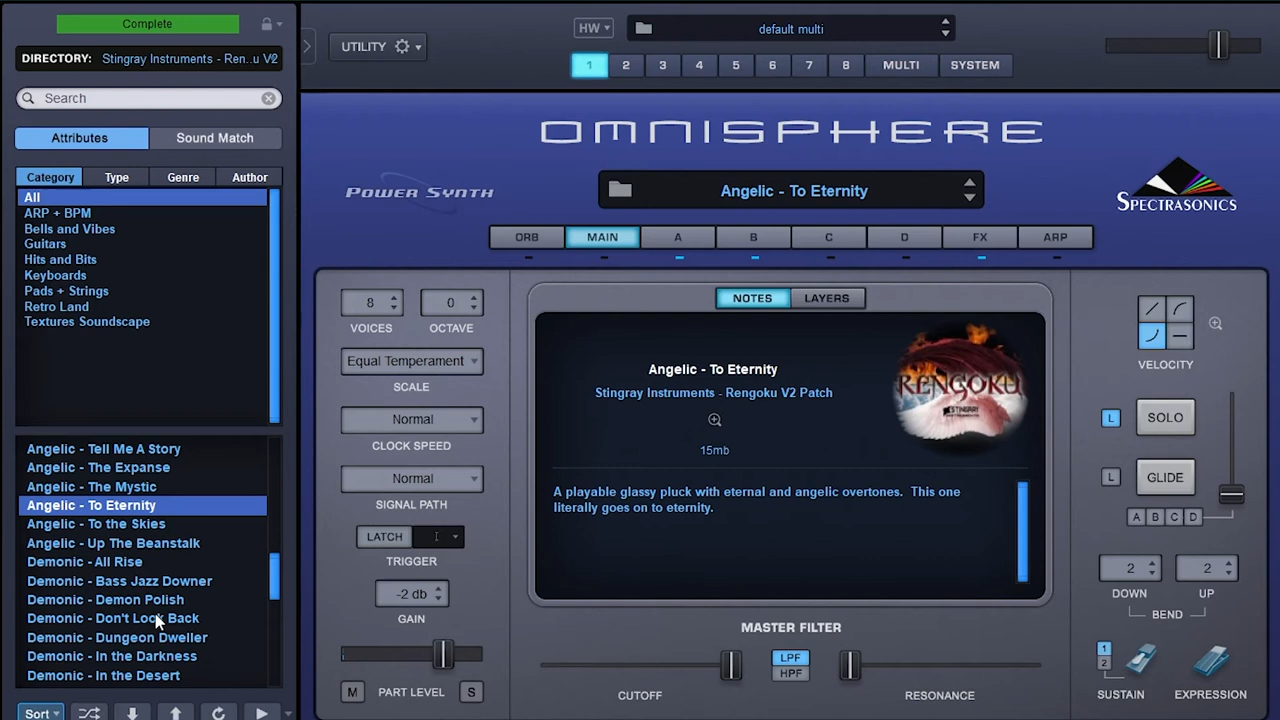 Complete
DIRECTORY: Stingray Instruments - Ren..u V2
Search
Attributes
Sound Match
Category
Type
Genre
Author
All
ARP + BPM
Bells and Vibes
Guitars
Hits and Bits
Keyboards
Pads + Strings
Retro Land
Textures Soundscape
Angelic - Tell Me A Story
Angelic - The Expanse
Angelic - The Mystic
Angelic - To Eternity
Angelic - To the Skies
Angelic - Up The Beanstalk
Demonic - All Rise
Demonic - Bass Jazz Downer
Demonic - Demon Polish
Demonic - Don't Look Back
Demonic - Dungeon Dweller
Demonic - In the Darkness
Demonic - In the Desert
Sort
UTILITY
HW
default multi
1 2 3 4 5 6 7 8 MULTI SYSTEM
OMNISPHERE
POWER SYNTH
Angelic - To Eternity
SPECTRASONICS
ORB MAIN A B C D FX ARP
8
VOICES
0
OCTAVE
Equal Temperament
SCALE
Normal
CLOCK SPEED
Normal
SIGNAL PATH
LATCH
TRIGGER
-2 db
GAIN
M PART LEVEL S
NOTES LAYERS
Angelic - To Eternity
Stingray Instruments - Rengoku V2 Patch
15mb
RENGOKU
STINGRAY
A playable glassy pluck with eternal and angelic overtones. This one
literally goes on to eternity.
MASTER FILTER
LPF
HPF
CUTOFF
RESONANCE
VELOCITY
L SOLO
L GLIDE
A B C D
2
DOWN
2
UP
BEND
1
2
SUSTAIN
EXPRESSION